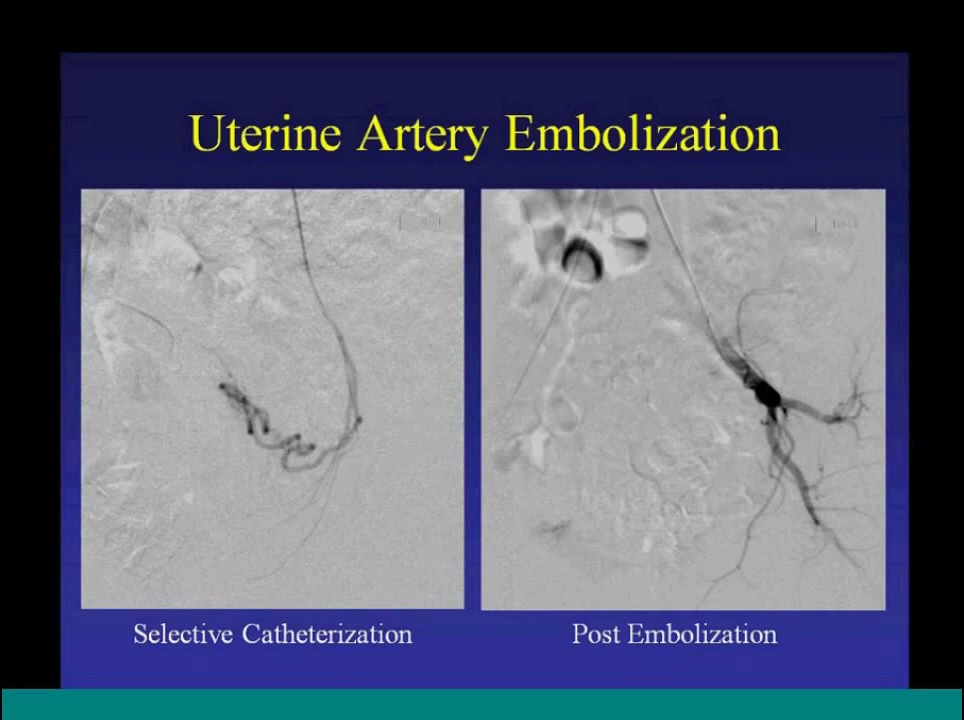 Uterine Artery Embolization
Selective Catheterization
Post Embolization